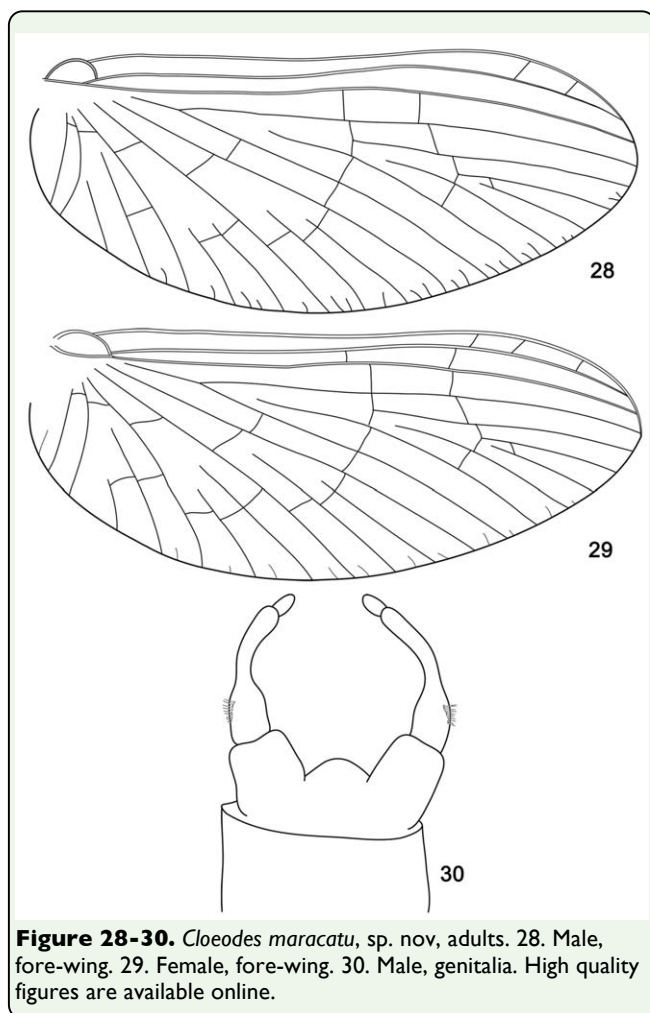 28
29
30
Figure 28-30. Cloeodes maracatu, sp. nov, adults. 28. Male,
fore-wing. 29. Female, fore-wing. 30. Male, genitalia. High quality
figures are available online.